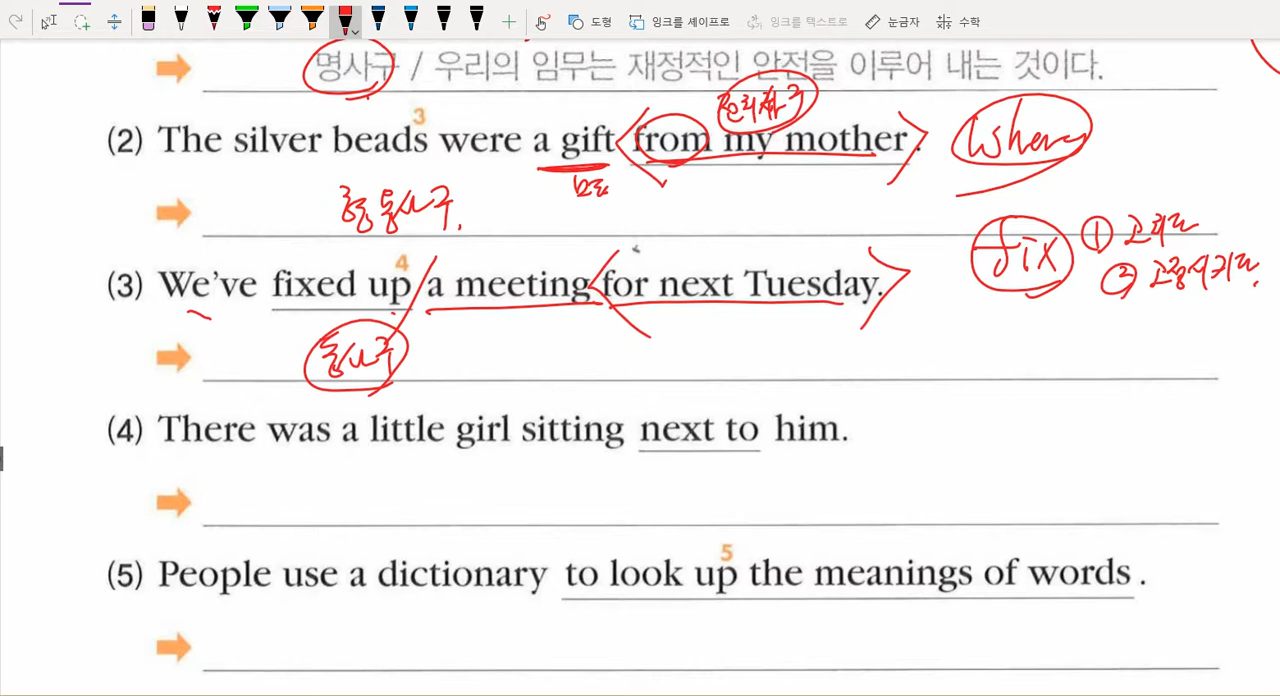 도형 잉크를 셰이프로 잉크를 텍스트로 눈금자 수학
명사구 / 우리의 임무는 재정적인 안전을 이루어 내는 것이다.
3
(2) The silver beads were a gift from my mother.
형용사구.
4
(3) We've fixed up a meeting for next Tuesday.
fix ① 고치다
② 고정시키다.
동사구
(4) There was a little girl sitting next to him.
5
(5) People use a dictionary to look up the meanings of words.